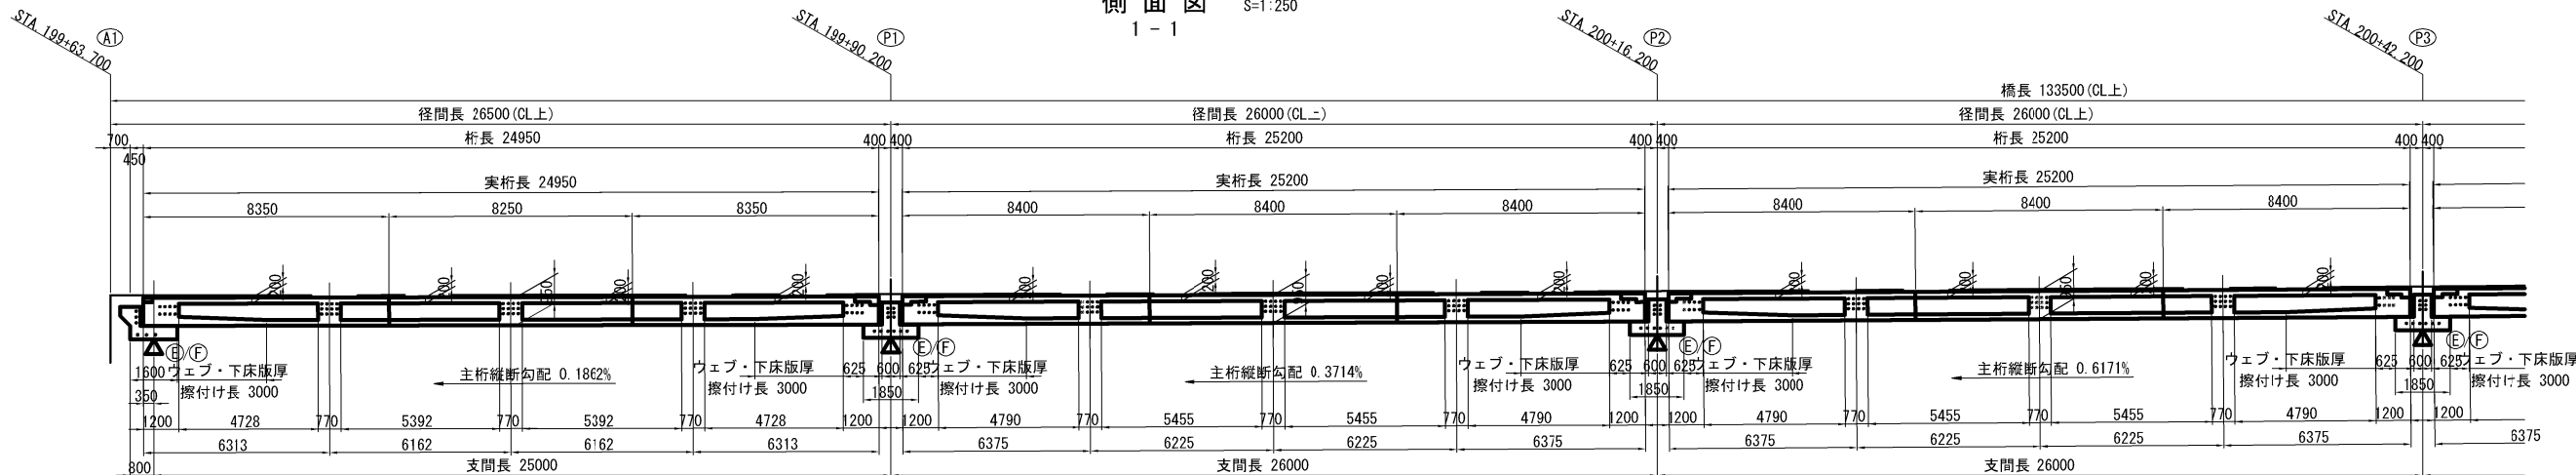 側 面 図 S=1:250
1 - 1
STA.199+63.700 A1 STA.199+90.200 P1 STA.200+16.200 P2 STA.200+42.200 P3
橋長 133500(CL上)
径間長 26500(CL上) 径間長 26000(CL上) 径間長 26000(CL上)
700 桁長 24950 400 400 桁長 25200 400 400 桁長 25200 400 400
450
実桁長 24950 実桁長 25200 実桁長 25200
8350 8250 8350 8400 8400 8400 8400 8400 8400
200 200 200 200 200 200 950 200 200 200 950 200 200
E/F E/F E/F E/F
1600 ウェブ・下床版厚 ウェブ・下床版厚 625 600 625 ウェブ・下床版厚 ウェブ・下床版厚 625 600 625 ウェブ・下床版厚 ウェブ・下床版厚 625 600 625 ウェブ・下床版厚
主桁縦断勾配 0.1862% 主桁縦断勾配 0.3714% 主桁縦断勾配 0.6171%
擦付け長 3000 擦付け長 3000 擦付け長 3000 擦付け長 3000 擦付け長 3000 擦付け長 3000 擦付け長 3000
350 1850 1850 1850
1200 4728 770 5392 770 5392 770 4728 1200 1200 4790 770 5455 770 5455 770 4790 1200 1200 4790 770 5455 770 5455 770 4790 1200 1200
6313 6162 6162 6313 6375 6225 6225 6375 6375 6225 6225 6375 6375
800 支間長 25000 支間長 26000 支間長 26000